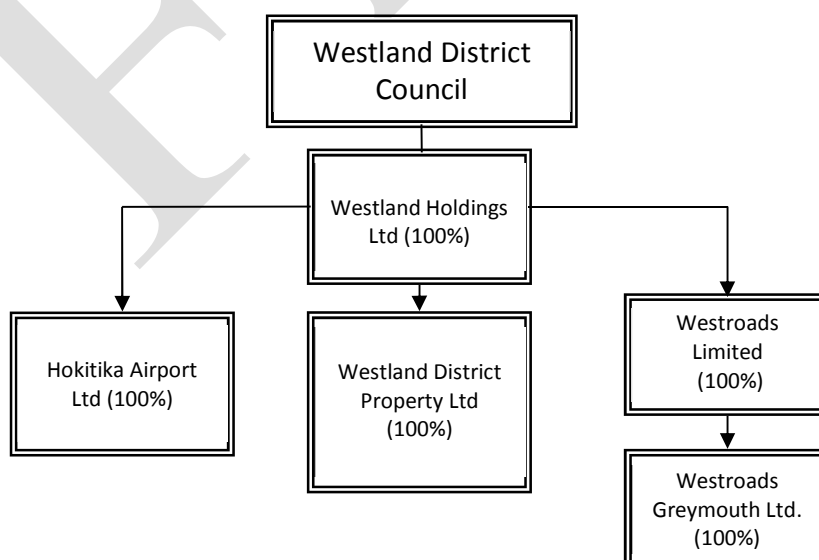 Westland District
Council
Westland Holdings
Ltd (100%)
Hokitika Airport
Ltd (100%)
Westland District
Property Ltd
(100%)
Westroads
Limited
(100%)
Westroads
Greymouth Ltd.
(100%)